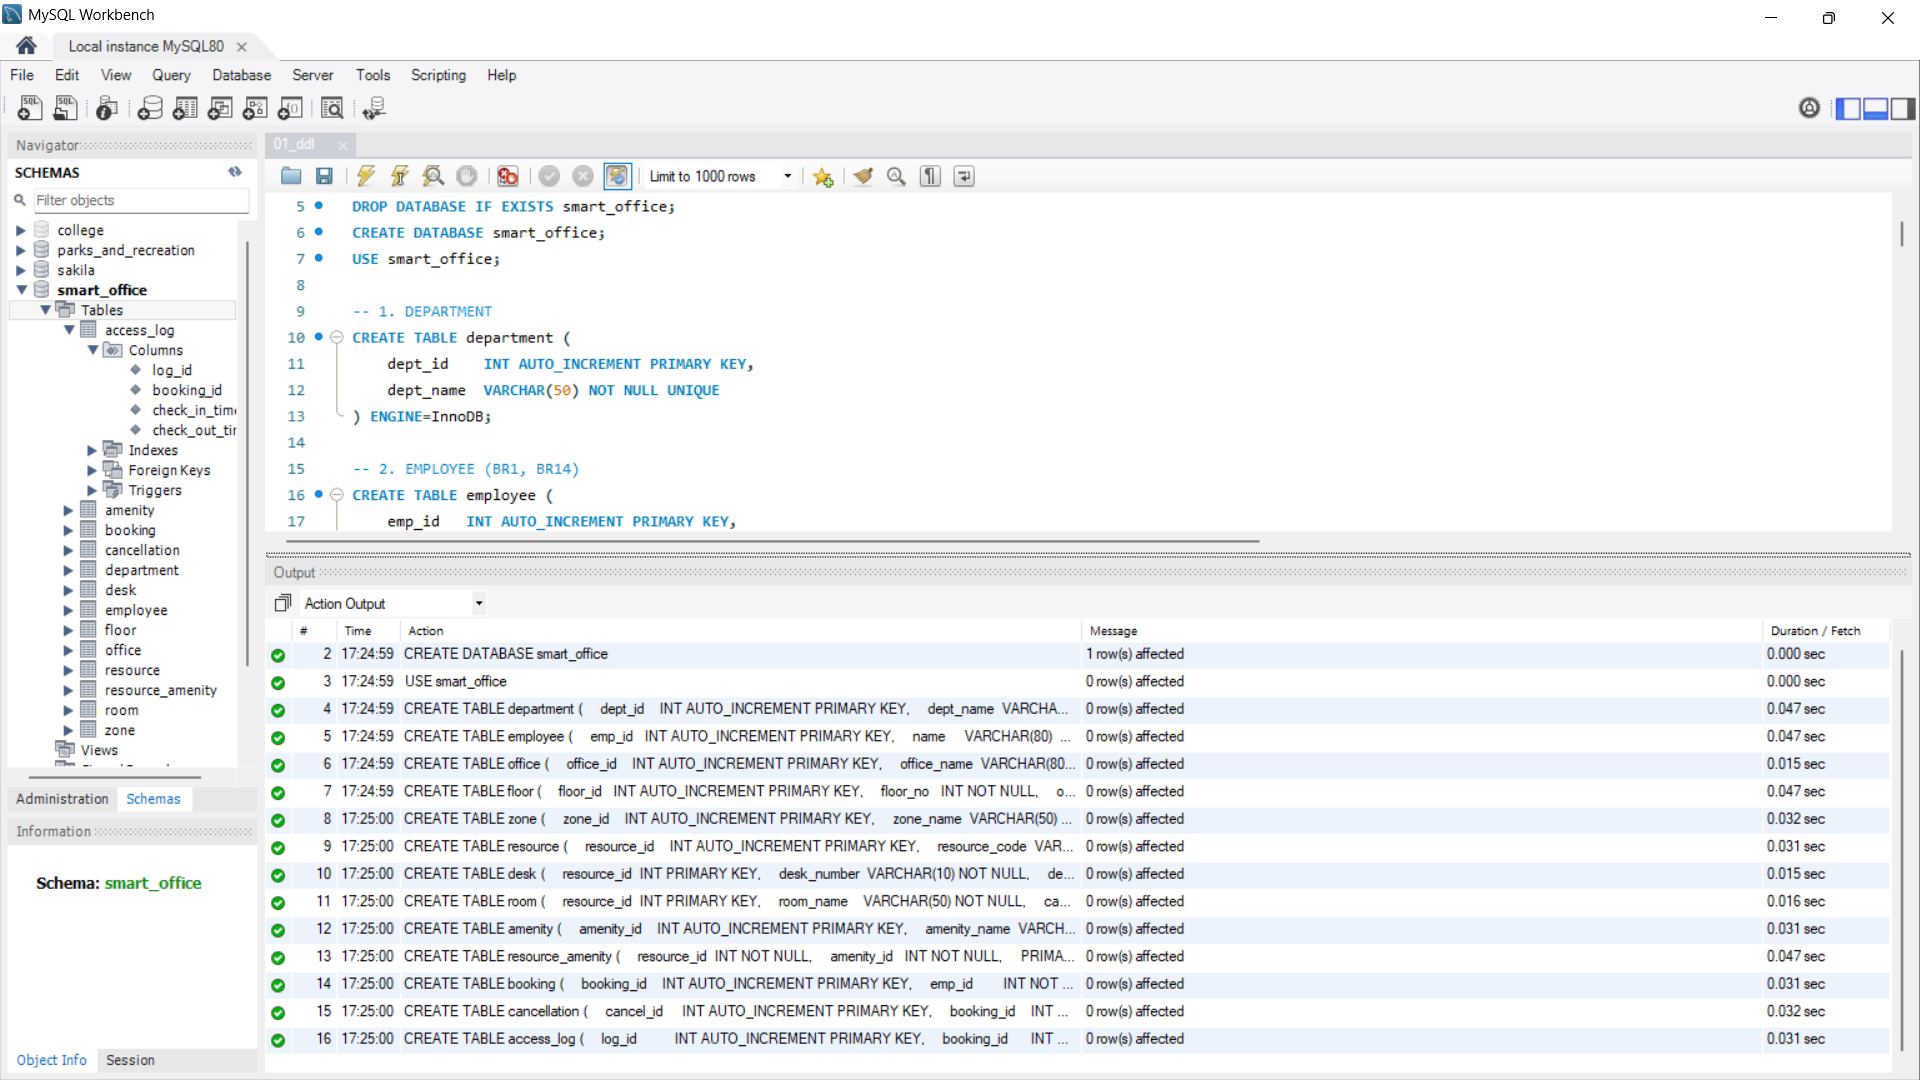 MySQL Workbench
Local instance MySQL80
File Edit View Query Database Server Tools Scripting Help
Navigator
SCHEMAS
Filter objects
college
parks_and_recreation
sakila
smart_office
Tables
access_log
Columns
log_id
booking_id
check_in_time
check_out_tir
Indexes
Foreign Keys
Triggers
amenity
booking
cancellation
department
desk
employee
floor
office
resource
resource_amenity
room
zone
Views
Administration Schemas
Information
Schema: smart_office
Object Info Session
01_ddl
Limit to 1000 rows
5 DROP DATABASE IF EXISTS smart_office;
6 CREATE DATABASE smart_office;
7 USE smart_office;
8
9 -- 1. DEPARTMENT
10 CREATE TABLE department (
11 dept_id INT AUTO_INCREMENT PRIMARY KEY,
12 dept_name VARCHAR(50) NOT NULL UNIQUE
13 ) ENGINE=InnoDB;
14
15 -- 2. EMPLOYEE (BR1, BR14)
16 CREATE TABLE employee (
17 emp_id INT AUTO_INCREMENT PRIMARY KEY,
Output
Action Output
# Time Action Message Duration / Fetch
2 17:24:59 CREATE DATABASE smart_office 1 row(s) affected 0.000 sec
3 17:24:59 USE smart_office 0 row(s) affected 0.000 sec
4 17:24:59 CREATE TABLE department ( dept_id INT AUTO_INCREMENT PRIMARY KEY, dept_name VARCHA... 0 row(s) affected 0.047 sec
5 17:24:59 CREATE TABLE employee ( emp_id INT AUTO_INCREMENT PRIMARY KEY, name VARCHAR(80) ... 0 row(s) affected 0.047 sec
6 17:24:59 CREATE TABLE office ( office_id INT AUTO_INCREMENT PRIMARY KEY, office_name VARCHAR(80... 0 row(s) affected 0.015 sec
7 17:24:59 CREATE TABLE floor ( floor_id INT AUTO_INCREMENT PRIMARY KEY, floor_no INT NOT NULL, o... 0 row(s) affected 0.047 sec
8 17:25:00 CREATE TABLE zone ( zone_id INT AUTO_INCREMENT PRIMARY KEY, zone_name VARCHAR(50) ... 0 row(s) affected 0.032 sec
9 17:25:00 CREATE TABLE resource ( resource_id INT AUTO_INCREMENT PRIMARY KEY, resource_code VAR... 0 row(s) affected 0.031 sec
10 17:25:00 CREATE TABLE desk ( resource_id INT PRIMARY KEY, desk_number VARCHAR(10) NOT NULL, de... 0 row(s) affected 0.015 sec
11 17:25:00 CREATE TABLE room ( resource_id INT PRIMARY KEY, room_name VARCHAR(50) NOT NULL, ca... 0 row(s) affected 0.016 sec
12 17:25:00 CREATE TABLE amenity ( amenity_id INT AUTO_INCREMENT PRIMARY KEY, amenity_name VARCH... 0 row(s) affected 0.031 sec
13 17:25:00 CREATE TABLE resource_amenity ( resource_id INT NOT NULL, amenity_id INT NOT NULL, PRIMA... 0 row(s) affected 0.047 sec
14 17:25:00 CREATE TABLE booking ( booking_id INT AUTO_INCREMENT PRIMARY KEY, emp_id INT NOT ... 0 row(s) affected 0.031 sec
15 17:25:00 CREATE TABLE cancellation ( cancel_id INT AUTO_INCREMENT PRIMARY KEY, booking_id INT ... 0 row(s) affected 0.032 sec
16 17:25:00 CREATE TABLE access_log ( log_id INT AUTO_INCREMENT PRIMARY KEY, booking_id INT ... 0 row(s) affected 0.031 sec